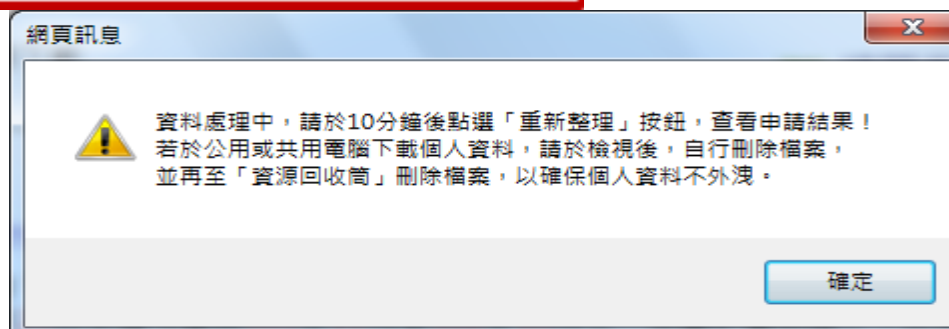 網頁訊息
資料處理中，請於10分鐘後點選「重新整理」按鈕，查看申請結果！
若於公用或共用電腦下載個人資料，請於檢視後，自行刪除檔案，
並再至「資源回收筒」刪除檔案，以確保個人資料不外洩。
確定